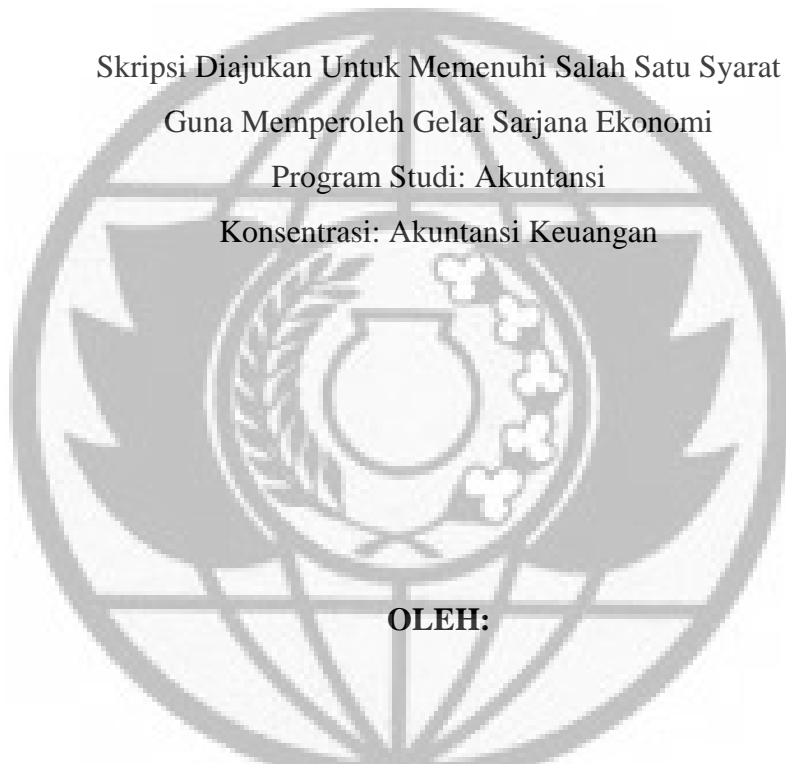 Skripsi Diajukan Untuk Memenuhi Salah Satu Syarat
Guna Memperoleh Gelar Sarjana Ekonomi
Program Studi: Akuntansi
Konsentrasi: Akuntansi Keuangan
OLEH: